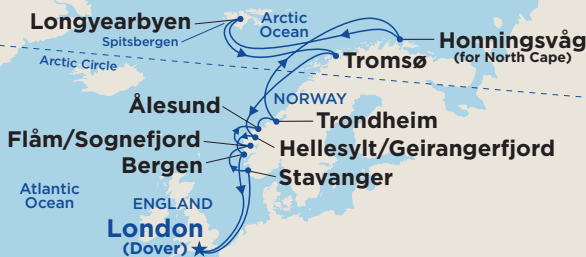 Longyearbyen
Spitsbergen
Arctic
Ocean
Honningsvåg
(for North Cape)
Arctic Circle
Tromsø
Ålesund
NORWAY
Trondheim
Flåm/Sognefjord
Hellesylt/Geirangerfjord
Bergen
Stavanger
Atlantic
Ocean
ENGLAND
London
(Dover)